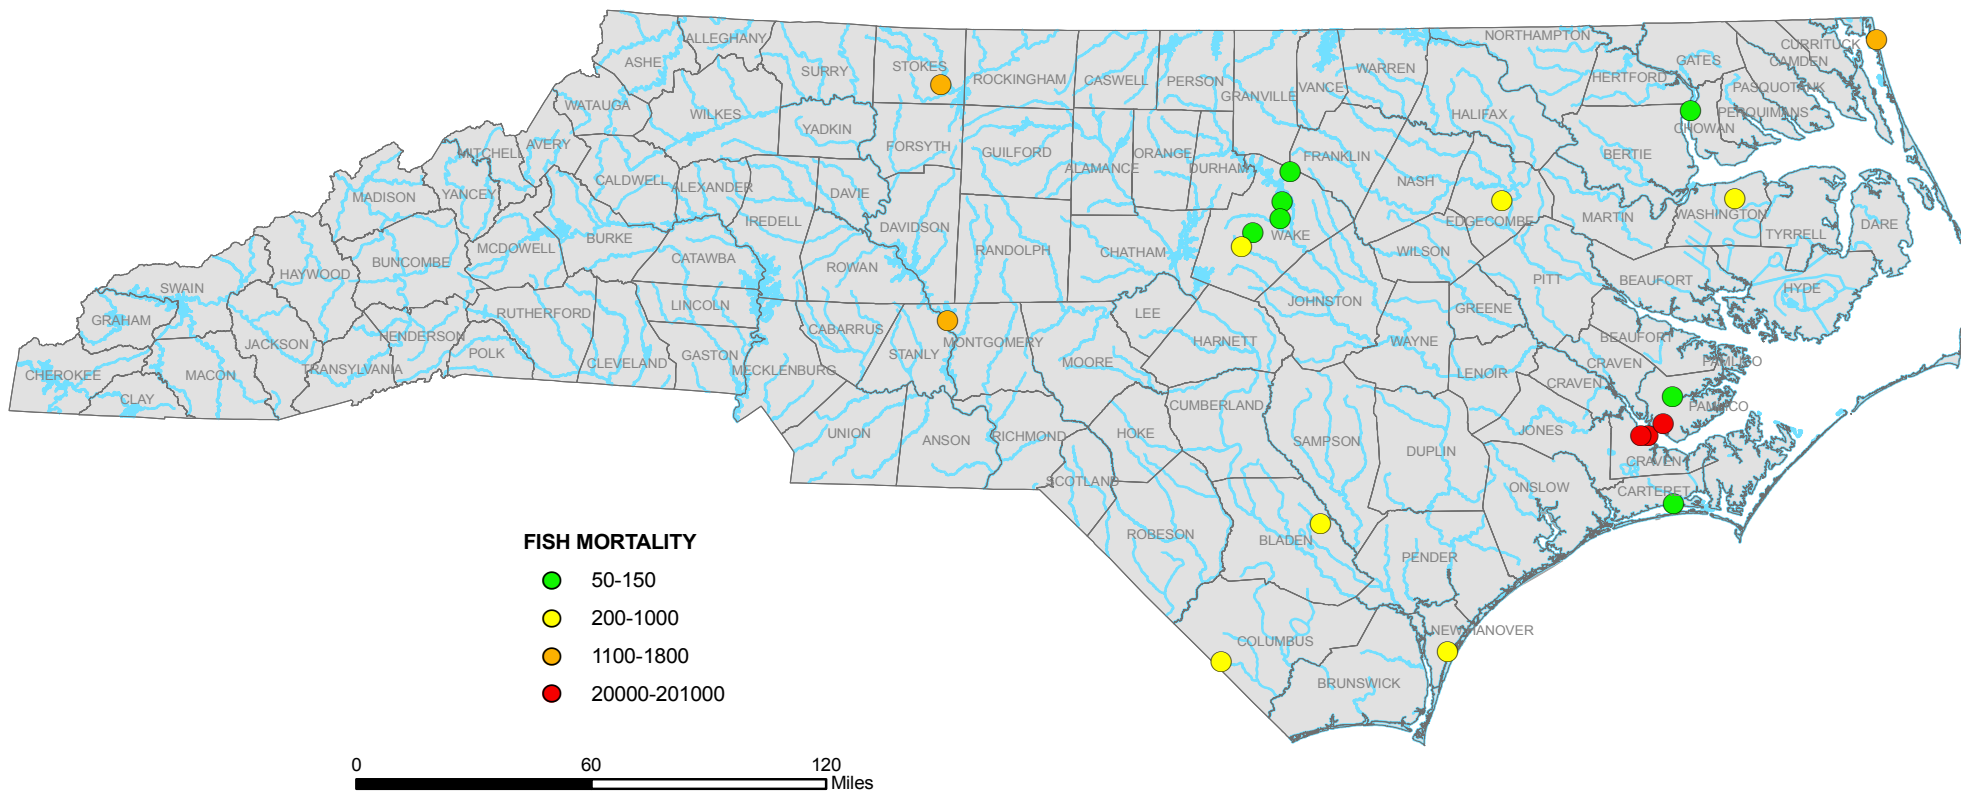 ALLEGHANY
NORTHAMPTON
CURRITUCK
ASHE
SURRY
STOKES
ROCKINGHAM
CASWELL
PERSON
WARREN
GATES
CAMDEN
HERTFORD
GRANVILLE
VANCE
PASQUOTANK
WATAUGA
WILKES
YADKIN
HALIFAX
PERQUIMANS
CHOWAN
MITCHELL
AVERY
FORSYTH
GUILFORD
ALAMANCE
ORANGE
DURHAM
FRANKLIN
BERTIE
MADISON
YANCEY
CALDWELL
ALEXANDER
DAVIE
NASH
IREDELL
DAVIDSON
EDGECOMBE
MARTIN
WASHINGTON
TYRRELL
DARE
MCDOWELL
BURKE
RANDOLPH
CHATHAM
WAKE
WILSON
HAYWOOD
BUNCOMBE
CATAWBA
ROWAN
SWAIN
PITT
BEAUFORT
HYDE
GRAHAM
RUTHERFORD
LINCOLN
LEE
JOHNSTON
GREENE
JACKSON
HENDERSON
POLK
CLEVELAND
GASTON
CABARRUS
STANLY
MONTGOMERY
MOORE
HARNETT
WAYNE
BEAUFORT
CHEROKEE
MACON
TRANSYLVANIA
MECKLENBURG
LENOIR
CRAVEN
PAMLICO
CLAY
CRAVEN
CUMBERLAND
PAMLICO
UNION
ANSON
RICHMOND
HOKE
SAMPSON
DUPLIN
JONES
CRAVEN
SCOTLAND
ONSLOW
CARTERET
ROBESON
BLADEN
PENDER
COLUMBUS
NEW HANOVER
BRUNSWICK
FISH MORTALITY
50-150
200-1000
1100-1800
20000-201000
0 60 120
Miles